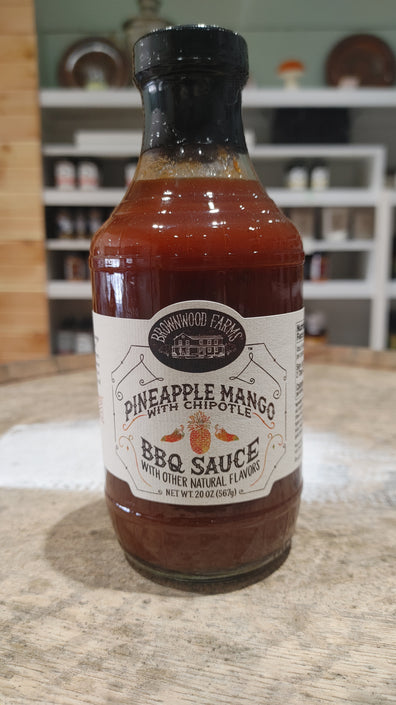 BROWNWOOD FARMS
PINEAPPLE MANGO
WITH CHIPOTLE
BBQ SAUCE
WITH OTHER NATURAL FLAVORS
NET WT. 20 OZ (567g)